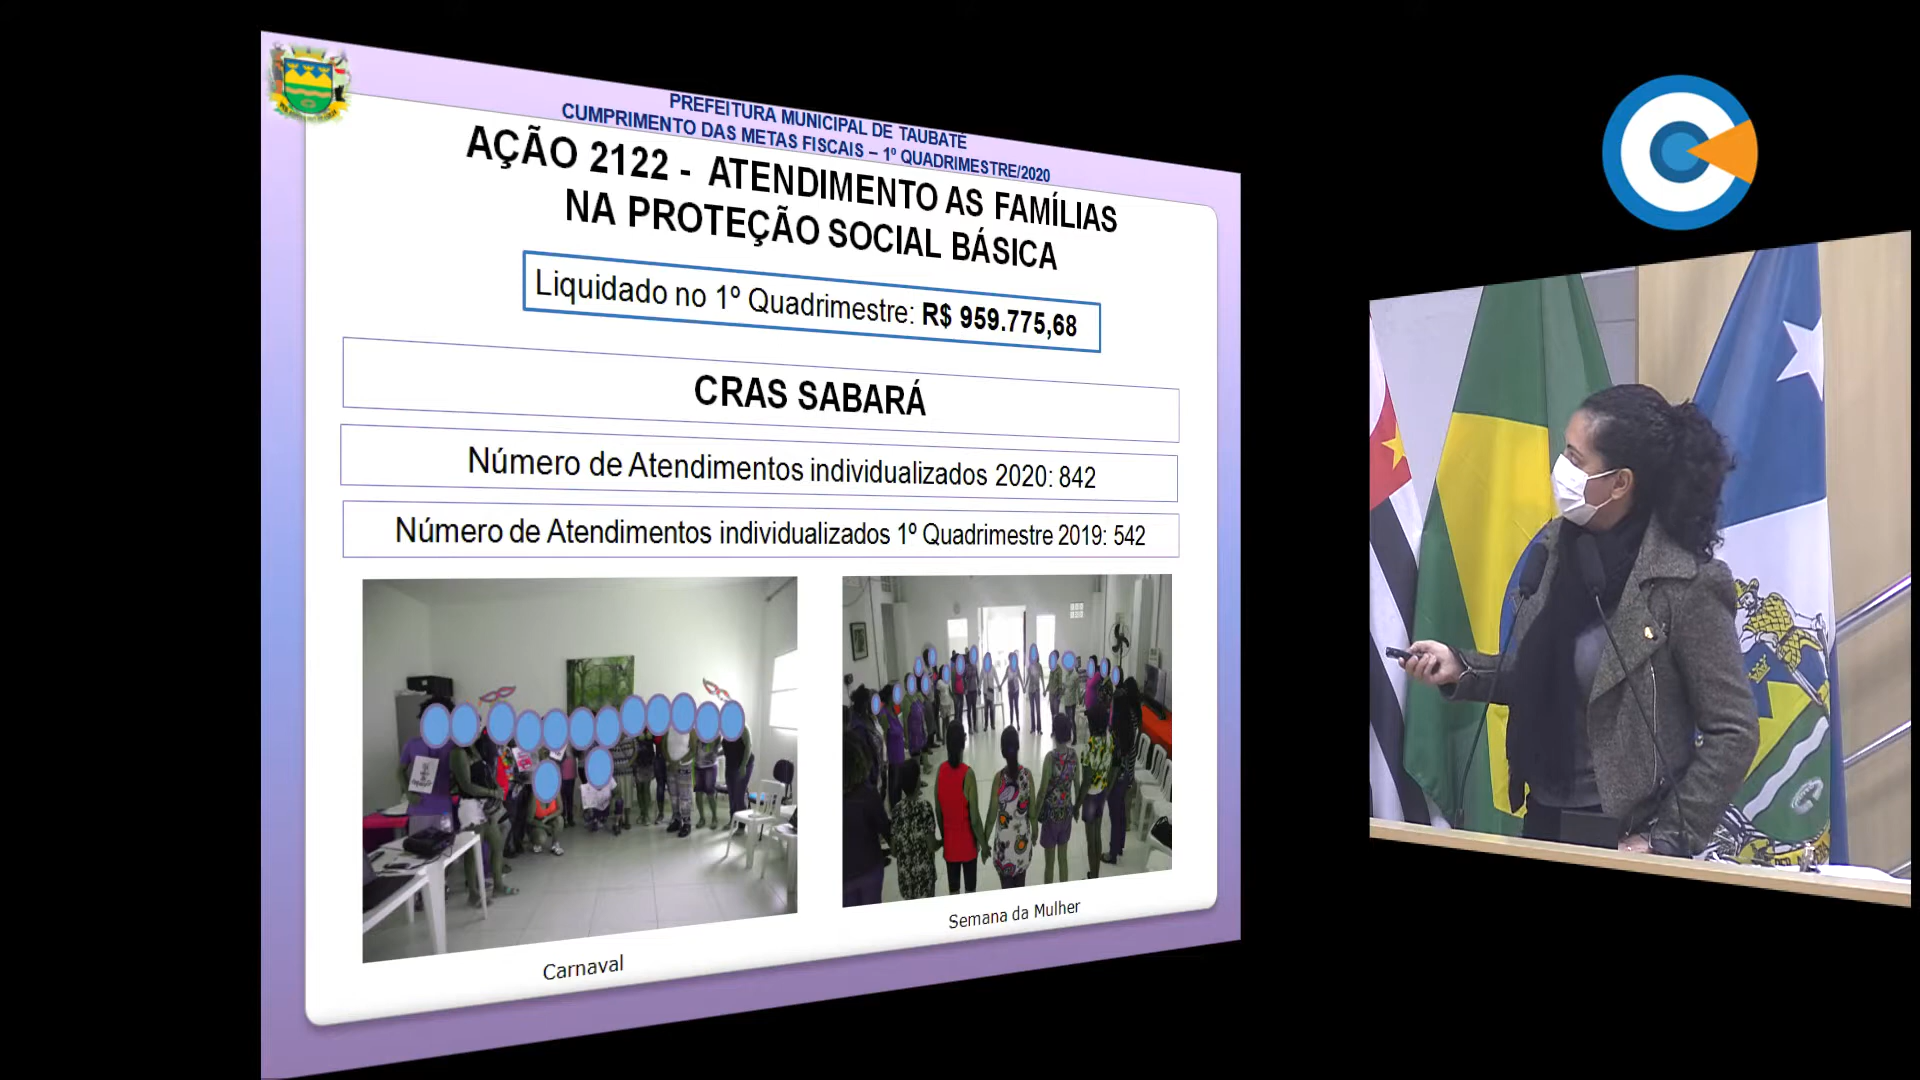 PREFEITURA MUNICIPAL DE TAUBATÉ
CUMPRIMENTO DAS METAS FISCAIS – 1º QUADRIMESTRE/2020
AÇÃO 2122 - ATENDIMENTO AS FAMÍLIAS
NA PROTEÇÃO SOCIAL BÁSICA
Liquidado no 1º Quadrimestre: R$ 959.775,68
CRAS SABARÁ
Número de Atendimentos individualizados 2020: 842
Número de Atendimentos individualizados 1º Quadrimestre 2019: 542
Carnaval
Semana da Mulher